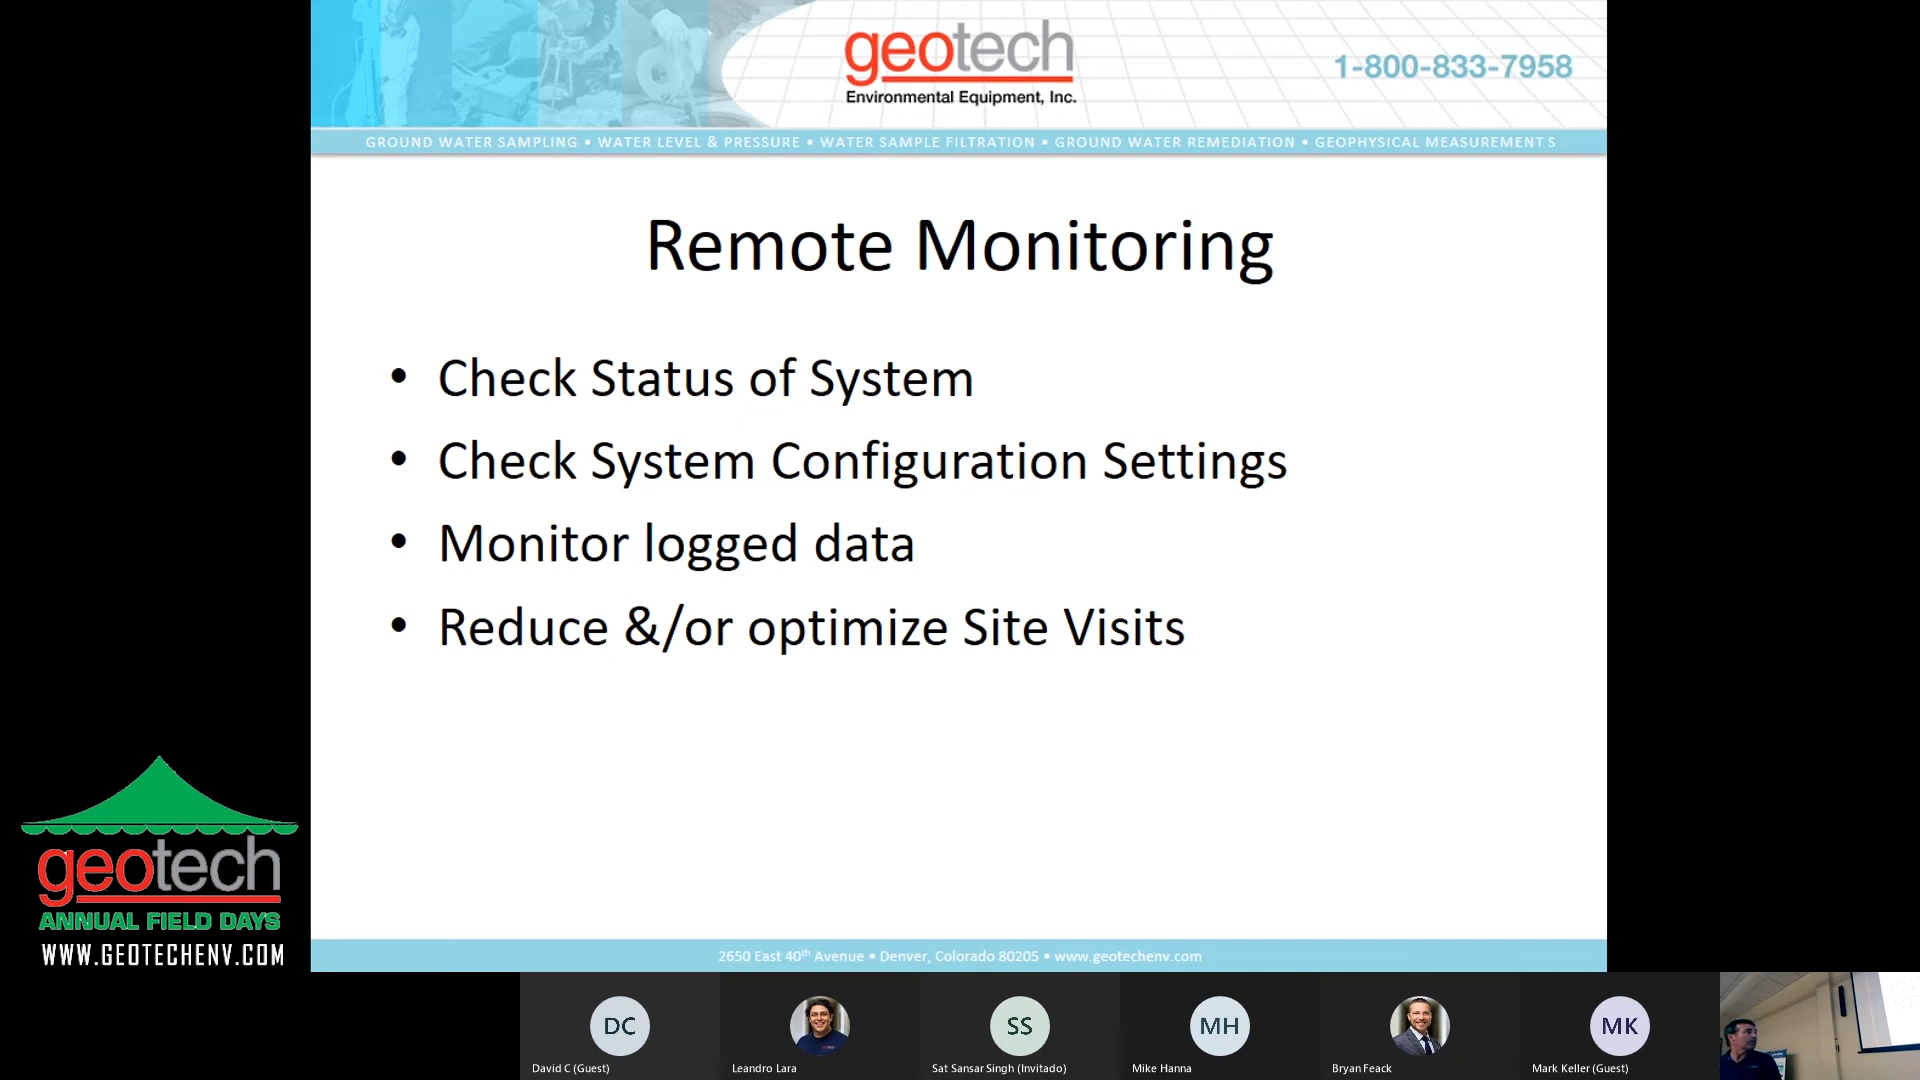 geotech
Environmental Equipment, Inc.
1-800-833-7958
GROUND WATER SAMPLING • WATER LEVEL & PRESSURE • WATER SAMPLE FILTRATION • GROUND WATER REMEDIATION • GEOPHYSICAL MEASUREMENTS
Remote Monitoring
• Check Status of System
• Check System Configuration Settings
• Monitor logged data
• Reduce &/or optimize Site Visits
geotech
ANNUAL FIELD DAYS
WWW.GEOTECHENV.COM
2650 East 40th Avenue • Denver, Colorado 80205 • www.geotechenv.com
DC
SS
MH
MK
David C (Guest)
Leandro Lara
Sat Sansar Singh (Invitado)
Mike Hanna
Bryan Feack
Mark Keller (Guest)